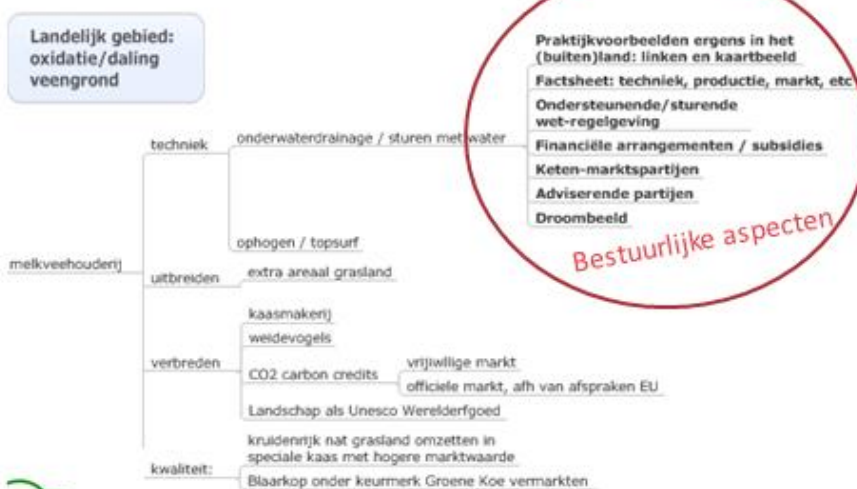 Landelijk gebied:
oxidatie/daling
veengrond
Praktijkvoorbeelden ergens in het
(buiten)land: linken en kaartbeeld
Factsheet: techniek, productie, markt, etc
Ondersteunende/sturende
wet-regelgeving
Financiële arrangementen / subsidies
Keten-marktspartijen
Adviserende partijen
Droombeeld
Bestuurlijke aspecten
techniek
onderwaterdrainage / sturen met water
ophogen / topsurf
melkveehouderij
uitbreiden
extra areaal grasland
kaasmakerij
weidevogels
verbreden
CO2 carbon credits
vrijwillige markt
officiele markt, afh van afspraken EU
Landschap als Unesco Werelderfgoed
kwaliteit:
kruidenrijk nat grasland omzetten in
speciale kaas met hogere marktwaarde
Blaarkop onder keurmerk Groene Koe vermarkten